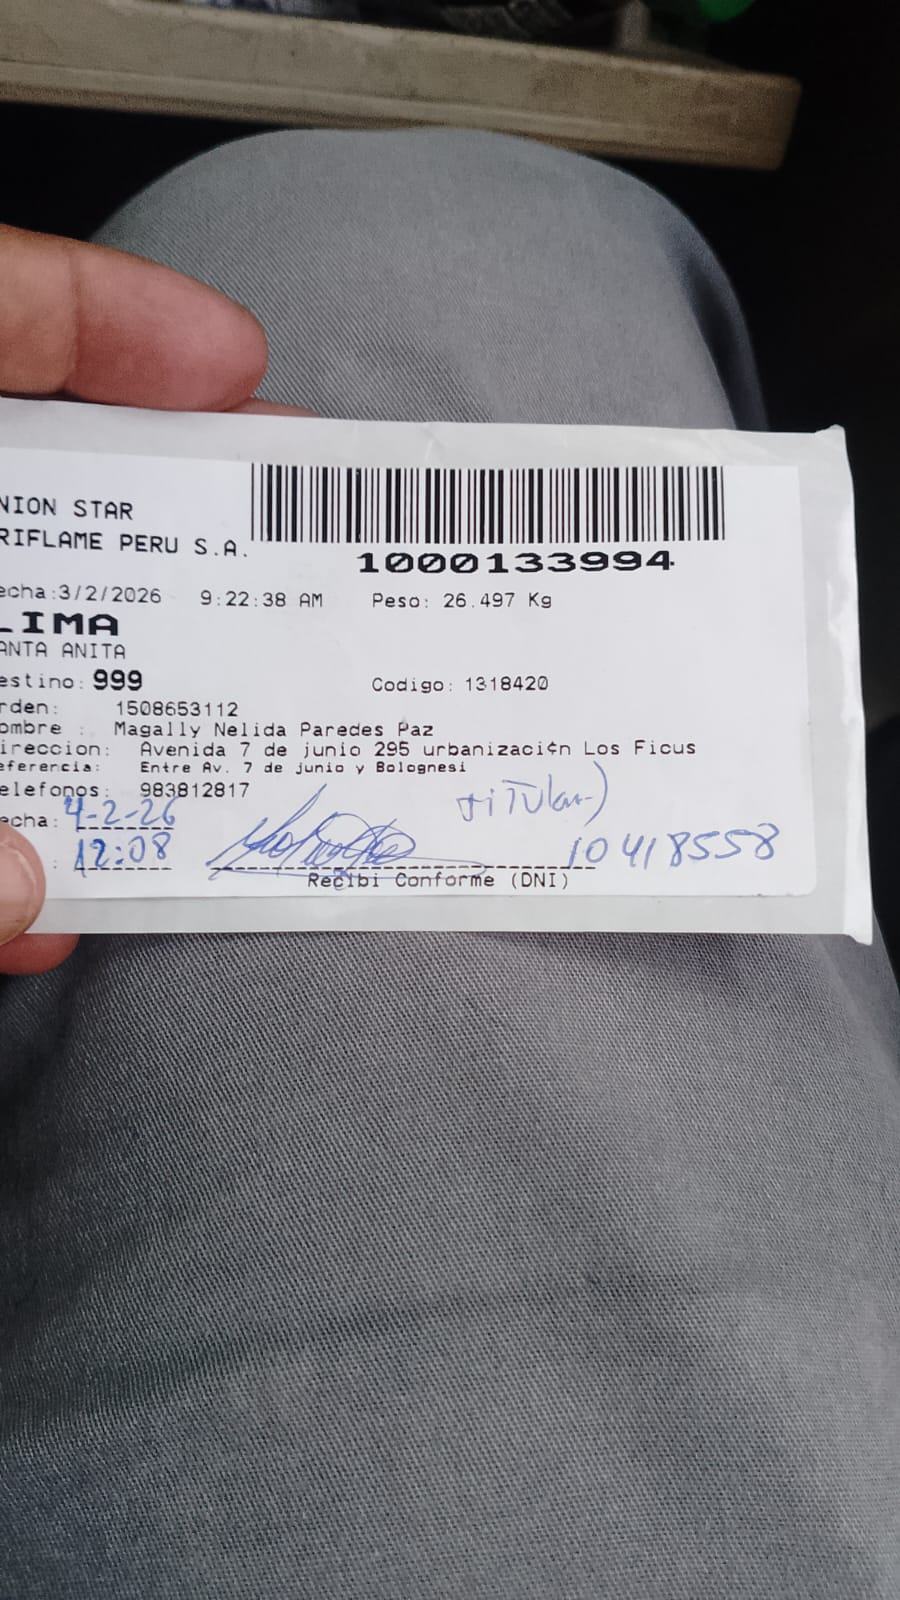 NION STAR
RIFLAME PERU S.A.
1000133994
echa:3/2/2026 9:22:38 AM Peso: 26.497 Kg
LIMA
ANTA ANITA
estino: 999 Codigo: 1318420
rden: 1508653112
ombre : Magally Nelida Paredes Paz
ireccion: Avenida 7 de junio 295 urbanizaci¢n Los Ficus
eferencia: Entre Av. 7 de junio y Bolognesi
elefonos: 983812817
echa: 4-2-26 titular)
: 12:08 10418558
Recibi Conforme (DNI)